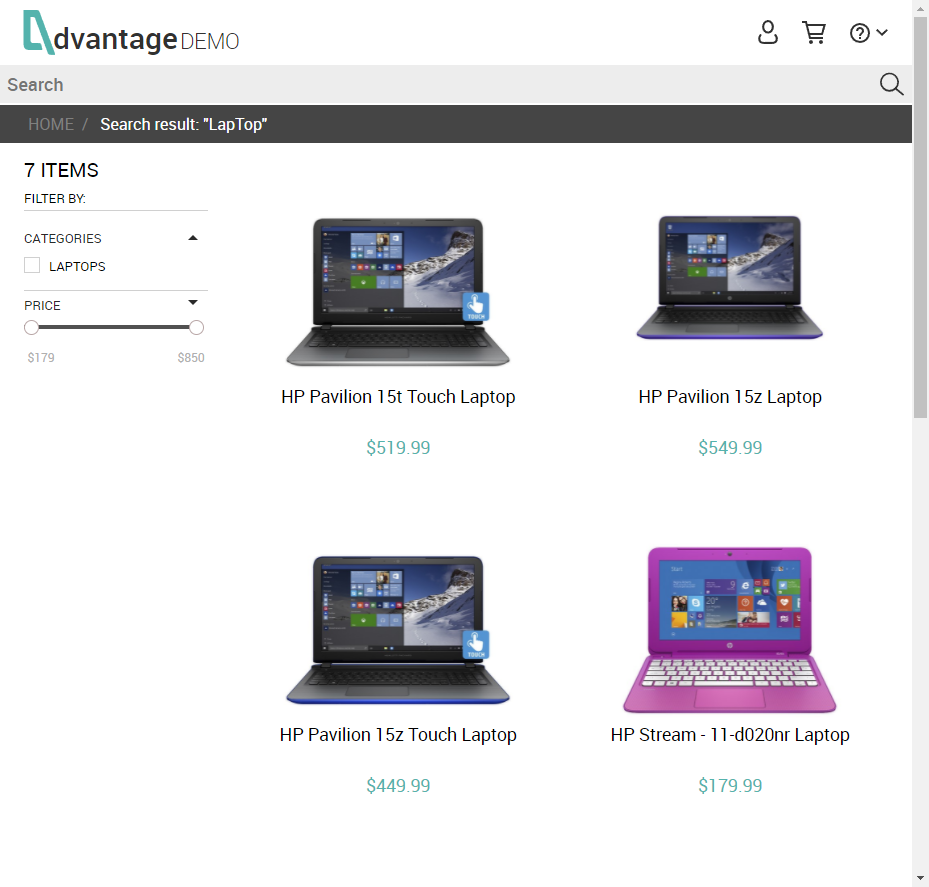 dvantage DEMO
Search
HOME / Search result: "LapTop"
7 ITEMS
FILTER BY:
CATEGORIES
LAPTOPS
PRICE
$179 $850
TOUCH
HP Pavilion 15t Touch Laptop
$519.99
HP Pavilion 15z Laptop
$549.99
TOUCH
HP Pavilion 15z Touch Laptop
$449.99
Start
HP Stream - 11-d020nr Laptop
$179.99